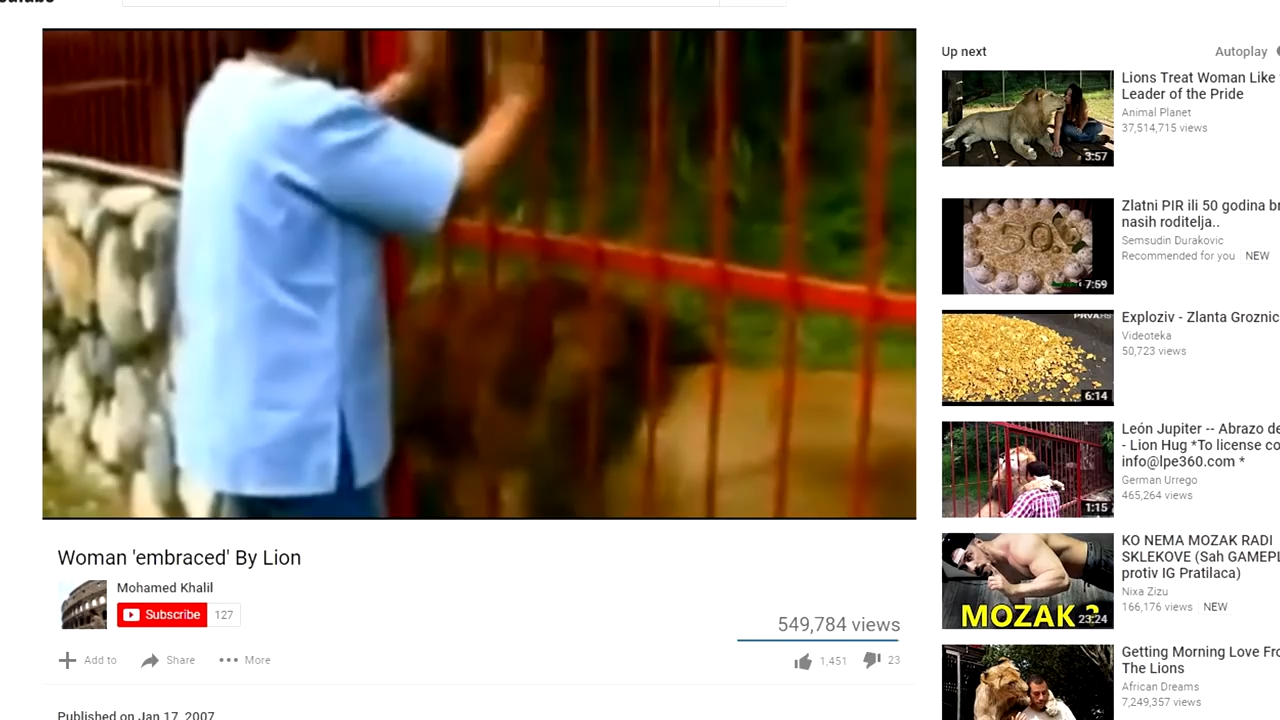 Up next
Autoplay
Lions Treat Woman Like
Leader of the Pride
Animal Planet
37,514,715 views
3:57
Zlatni PIR ili 50 godina br
nasih roditelja..
Semsudin Durakovic
Recommended for you NEW
50
7:59
Exploziv - Zlanta Groznic
Videoteka
50,723 views
PRVA
6:14
León Jupiter -- Abrazo de
- Lion Hug *To license co
info@lpe360.com *
German Urrego
465,264 views
1:15
KO NEMA MOZAK RADI
SKLEKOVE (Sah GAMEPL
protiv IG Pratilaca)
Nixa Zizu
166,176 views NEW
MOZAK ?
23:24
Getting Morning Love Fro
The Lions
African Dreams
7,249,357 views
Woman 'embraced' By Lion
Mohamed Khalil
Subscribe 127
549,784 views
Add to Share More
1,451 23
Published on Jan 17, 2007